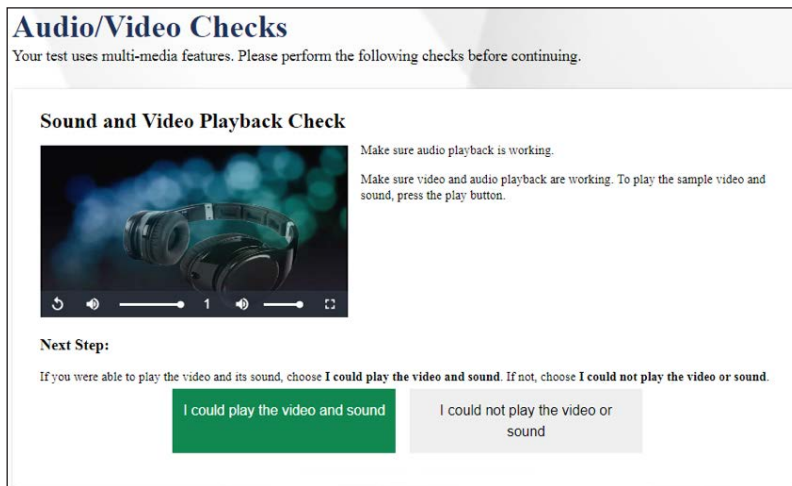 Audio/Video Checks
Your test uses multi-media features. Please perform the following checks before continuing.
Sound and Video Playback Check
Make sure audio playback is working.
Make sure video and audio playback are working. To play the sample video and
sound, press the play button.
1
Next Step:
If you were able to play the video and its sound, choose I could play the video and sound. If not, choose I could not play the video or sound.
I could play the video and sound
I could not play the video or
sound